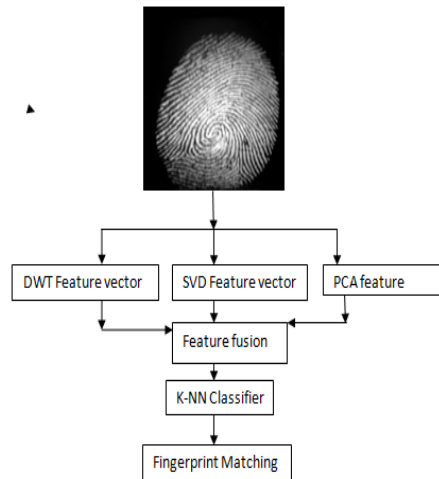 DWT Feature vector
SVD Feature vector
PCA feature
Feature fusion
K-NN Classifier
Fingerprint Matching